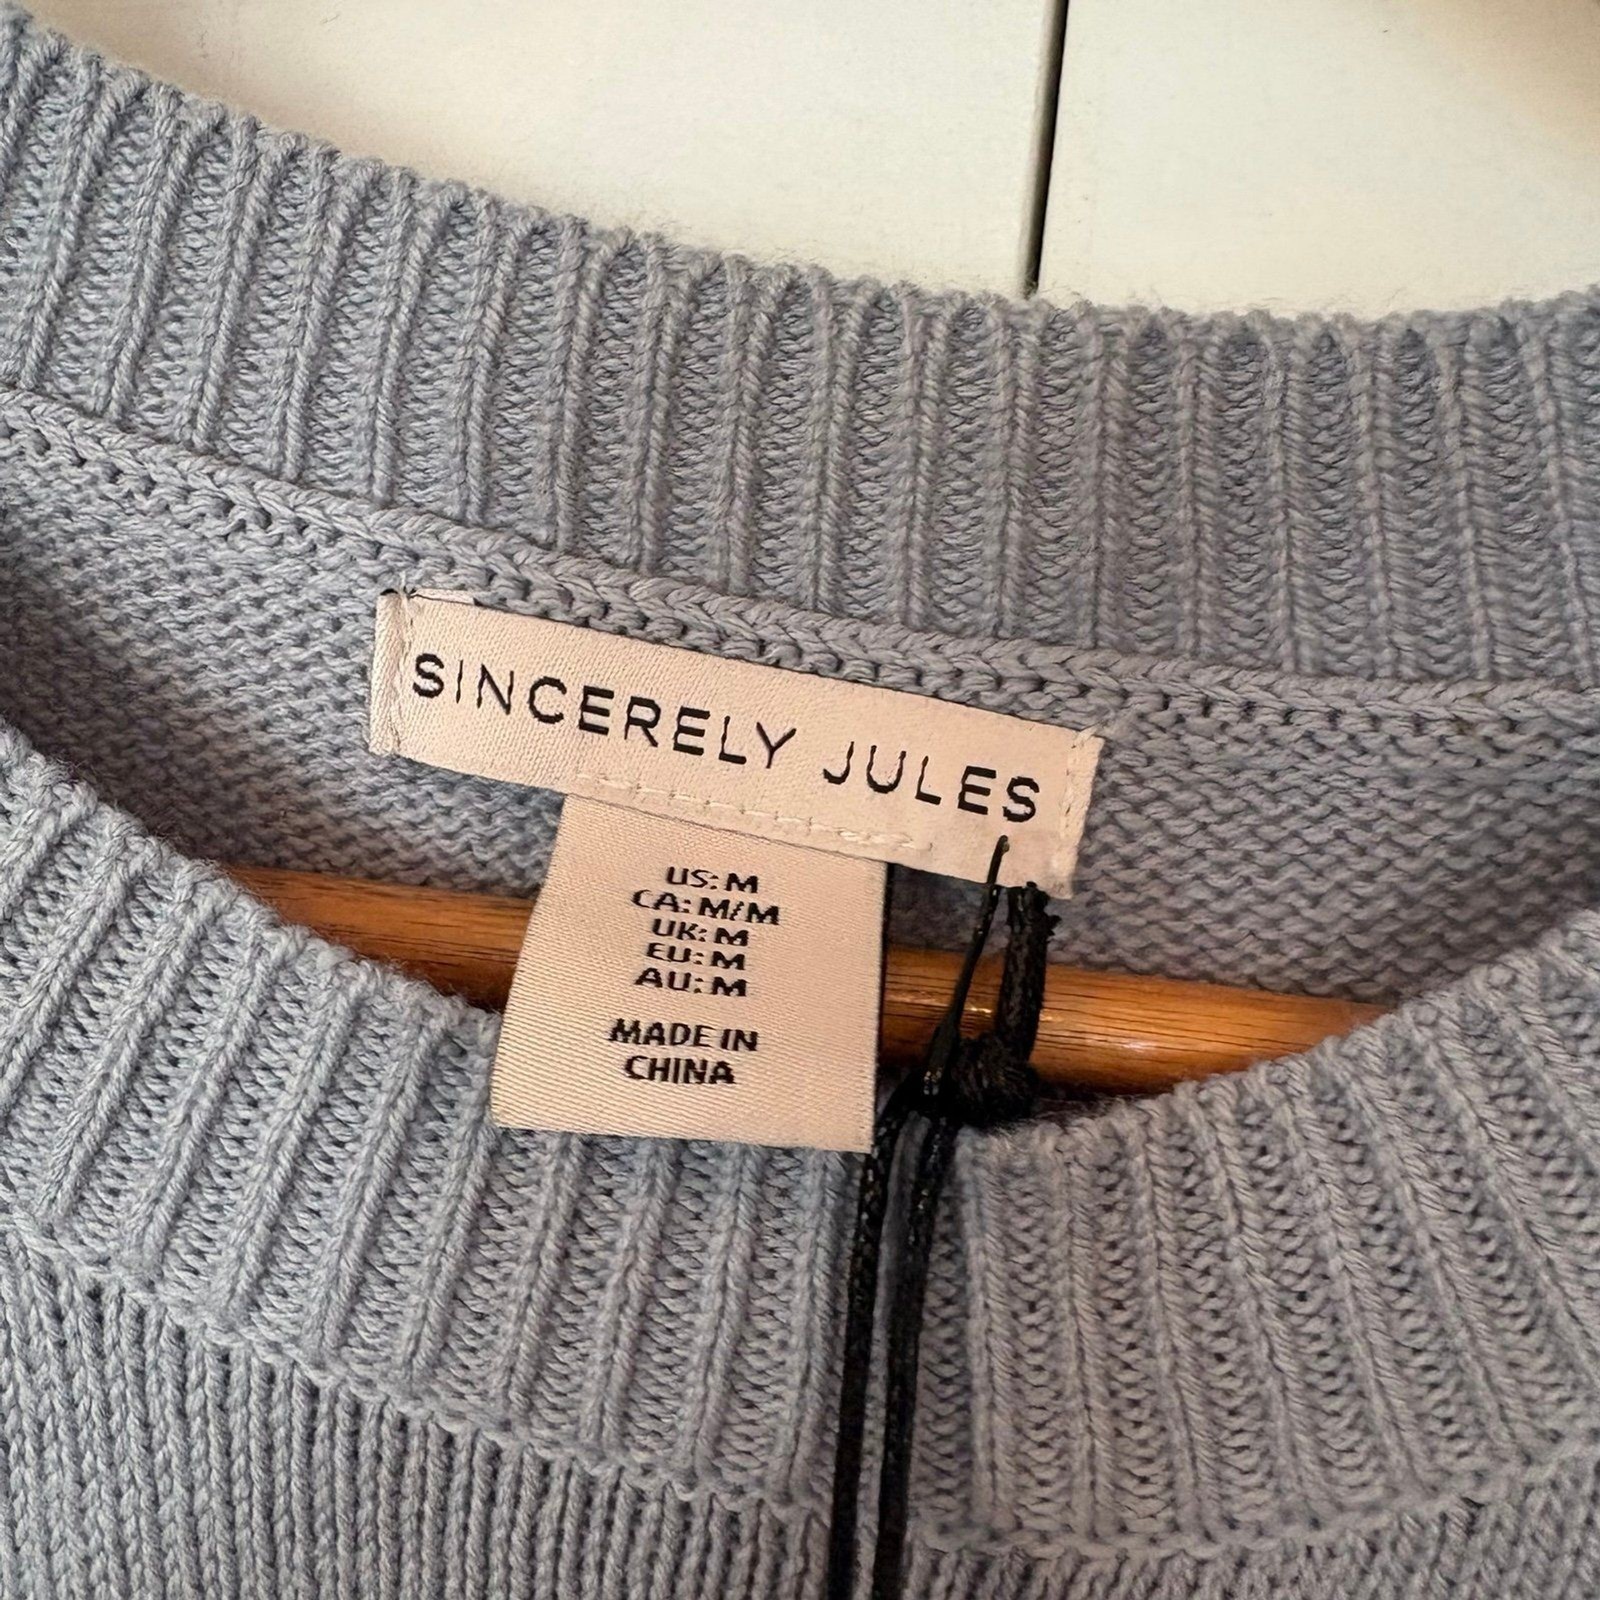 SINCERELY JULES
US: M
CA: M/M
UK: M
EU: M
AU: M
MADE IN
CHINA